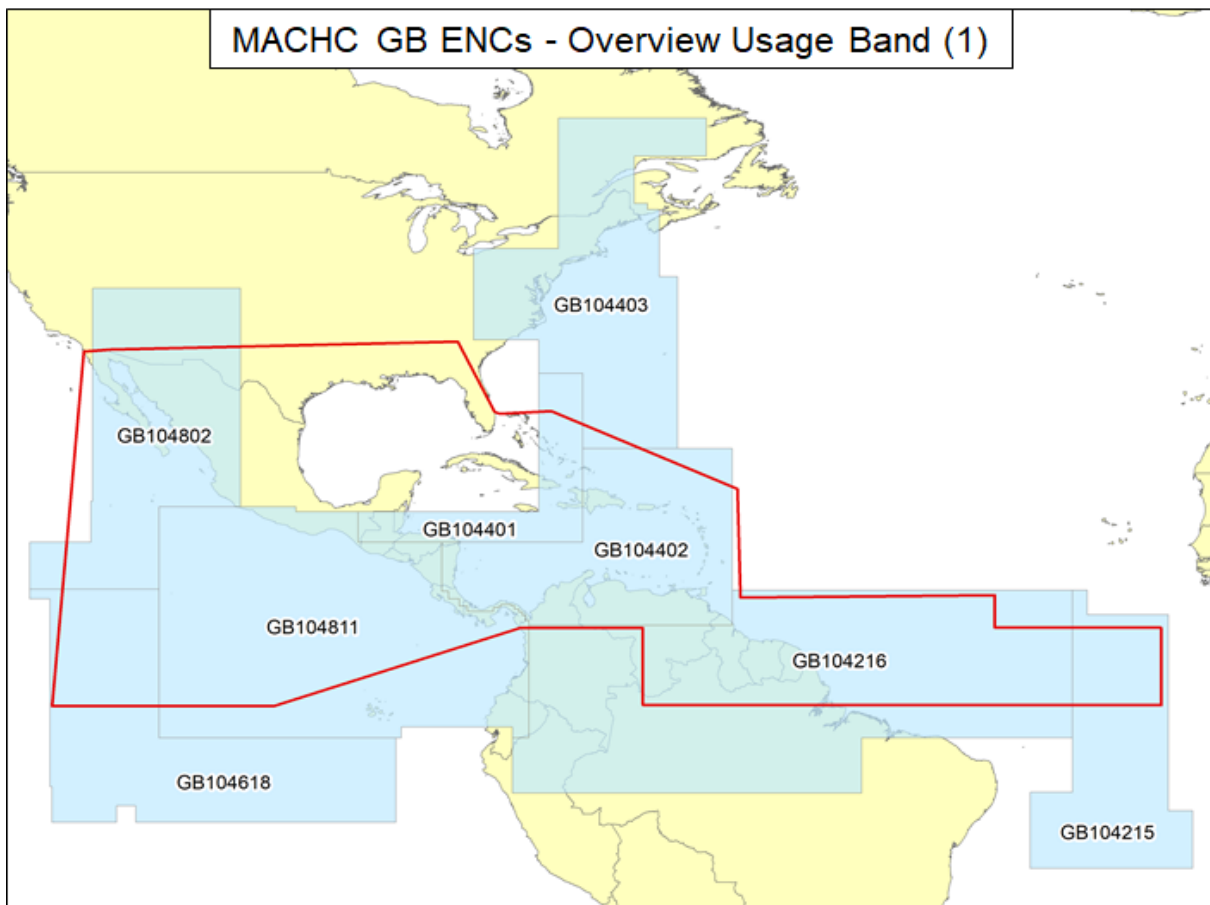 MACHC GB ENCs - Overview Usage Band (1)
GB104403
GB104802
GB104401
GB104402
GB104811
GB104216
GB104618
GB104215